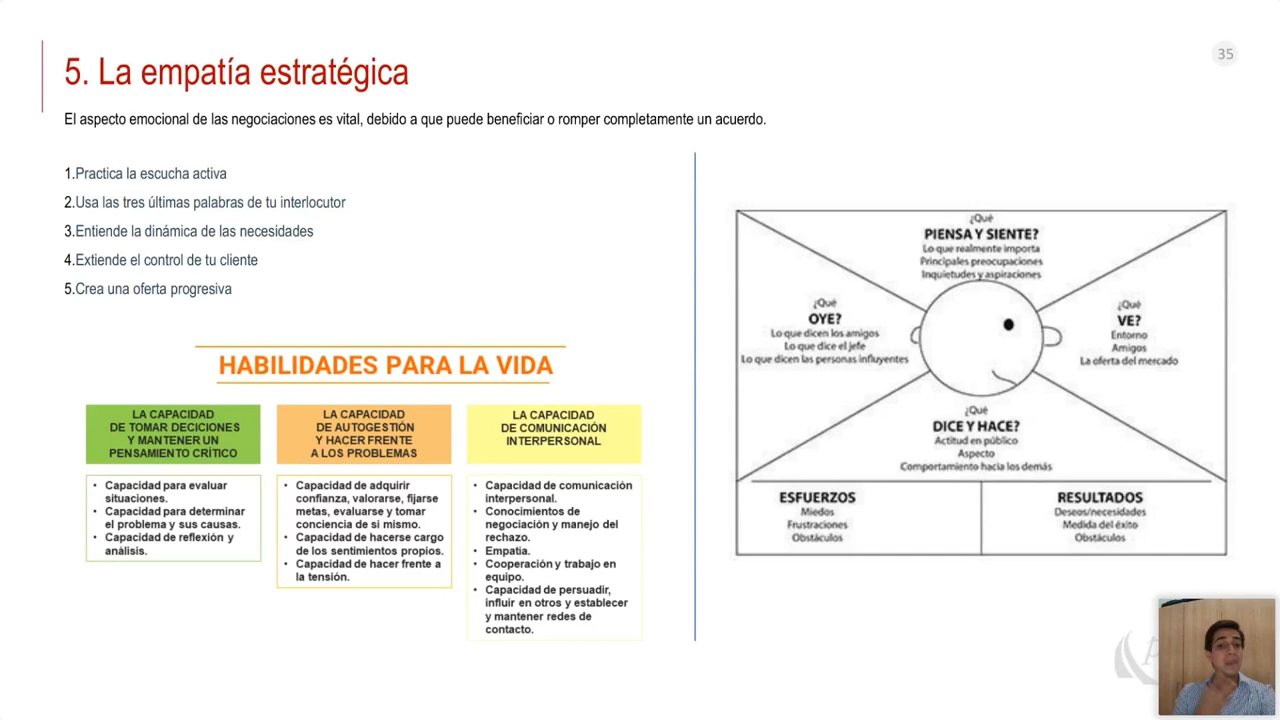 35
5. La empatía estratégica
El aspecto emocional de las negociaciones es vital, debido a que puede beneficiar o romper completamente un acuerdo.
1.Practica la escucha activa
2.Usa las tres últimas palabras de tu interlocutor
3.Entiende la dinámica de las necesidades
4.Extiende el control de tu cliente
5.Crea una oferta progresiva
HABILIDADES PARA LA VIDA
LA CAPACIDAD
DE TOMAR DECISIONES
Y MANTENER UN
PENSAMIENTO CRÍTICO
• Capacidad para evaluar
situaciones.
• Capacidad para determinar
el problema y sus causas.
• Capacidad de reflexión y
análisis.
LA CAPACIDAD
DE AUTOGESTIÓN
Y HACER FRENTE
A LOS PROBLEMAS
• Capacidad de adquirir
confianza, valorarse, fijarse
metas, evaluarse y tomar
conciencia de si mismo.
• Capacidad de hacerse cargo
de los sentimientos propios.
• Capacidad de hacer frente a
la tensión.
LA CAPACIDAD
DE COMUNICACIÓN
INTERPERSONAL
• Capacidad de comunicación
interpersonal.
• Conocimientos de
negociación y manejo del
rechazo.
• Empatía.
• Cooperación y trabajo en
equipo.
• Capacidad de persuadir,
influir en otros y establecer
y mantener redes de
contacto.
¿Qué
PIENSA Y SIENTE?
Lo que realmente importa
Principales preocupaciones
Inquietudes y aspiraciones
¿Qué
OYE?
Lo que dicen los amigos
Lo que dice el jefe
Lo que dicen las personas influyentes
¿Qué
VE?
Entorno
Amigos
La oferta del mercado
¿Qué
DICE Y HACE?
Actitud en público
Aspecto
Comportamiento hacia los demás
ESFUERZOS
Miedos
Frustraciones
Obstáculos
RESULTADOS
Deseos/necesidades
Medida del éxito
Obstáculos